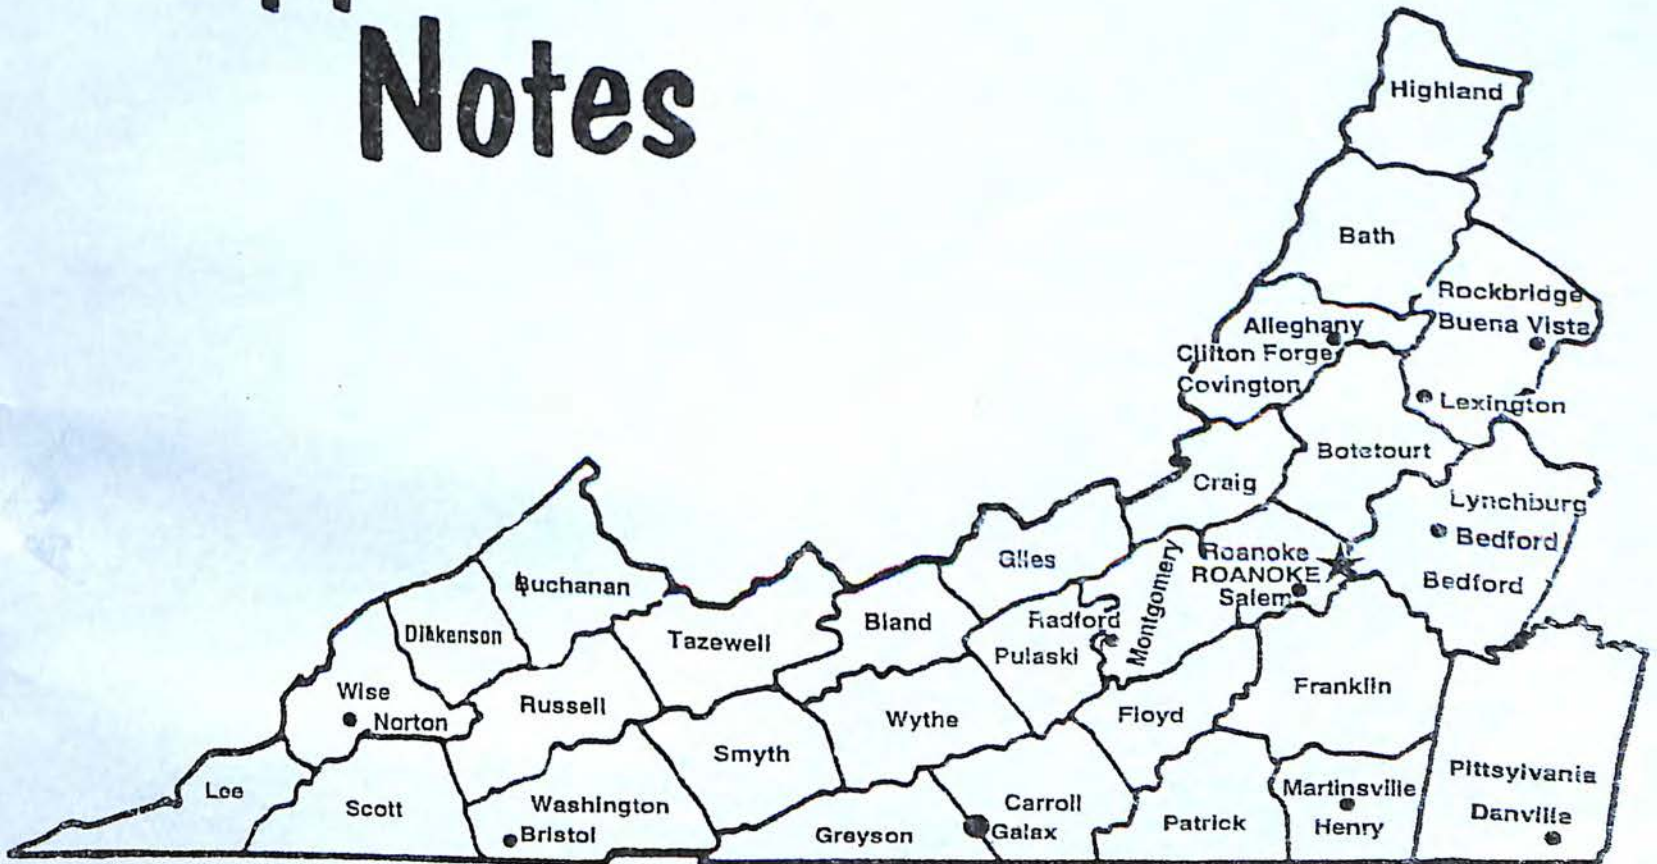 Notes
Highland
Bath
Rockbridge
Alleghany
Buena Vista
Clifton Forge
Covington
Lexington
Botetourt
Craig
Lynchburg
Bedford
Bedford
Giles
Roanoke
ROANOKE
Salem
Montgomery
Radford
Pulaski
Buchanan
Dickenson
Tazewell
Bland
Wise
Norton
Russell
Wythe
Floyd
Franklin
Smyth
Lee
Scott
Washington
Bristol
Grayson
Carroll
Galax
Patrick
Martinsville
Henry
Pittsylvania
Danville